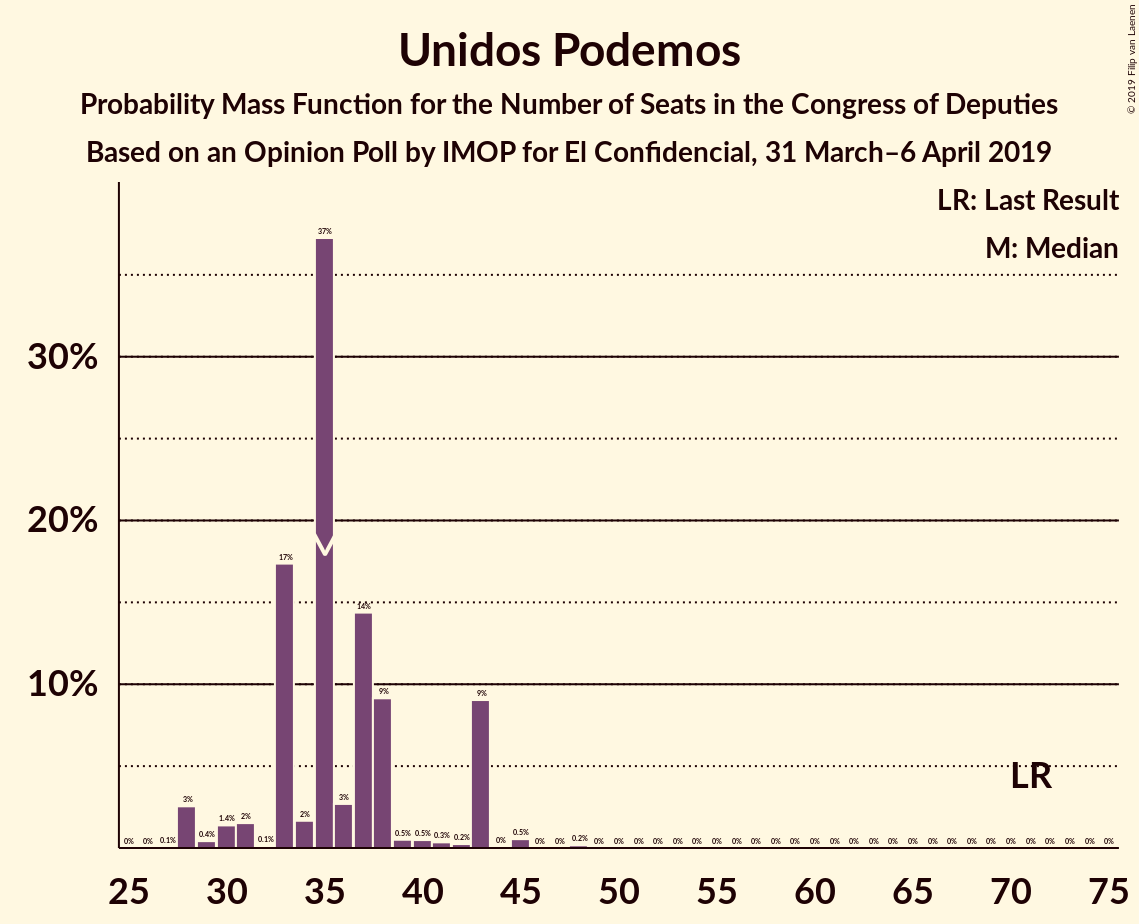 Unidos Podemos
Probability Mass Function for the Number of Seats in the Congress of Deputies
Based on an Opinion Poll by IMOP for El Confidencial, 31 March–6 April 2019
© 2019 Filip van Laenen
LR: Last Result
M: Median
30%
20%
10%
0% 0% 0.1% 3% 0.4% 1.4% 2% 0.1% 17% 2% 37% 3% 14% 9% 0.5% 0.5% 0.3% 0.2% 9% 0% 0.5% 0% 0% 0.2% 0% 0% 0% 0% 0% 0% 0% 0% 0% 0% 0% 0% 0% 0% 0% 0% 0% 0% 0% 0% 0% 0% 0% 0% 0% 0% 0%
LR
25 30 35 40 45 50 55 60 65 70 75